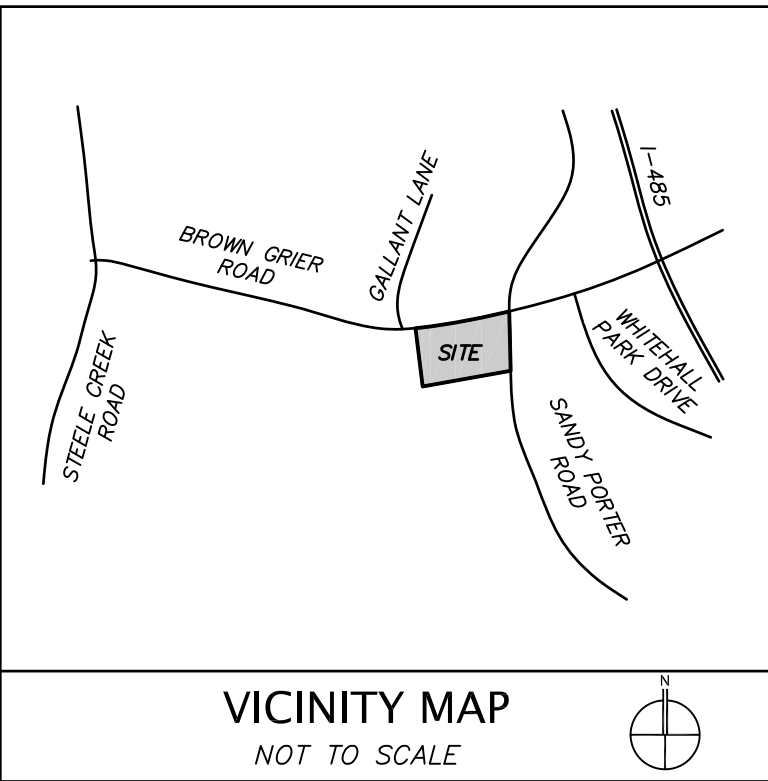 I-485
GALLANT LANE
BROWN GRIER
ROAD
SITE
WHITEHALL
PARK DRIVE
STEELE CREEK
ROAD
SANDY PORTER
ROAD
VICINITY MAP
NOT TO SCALE
N